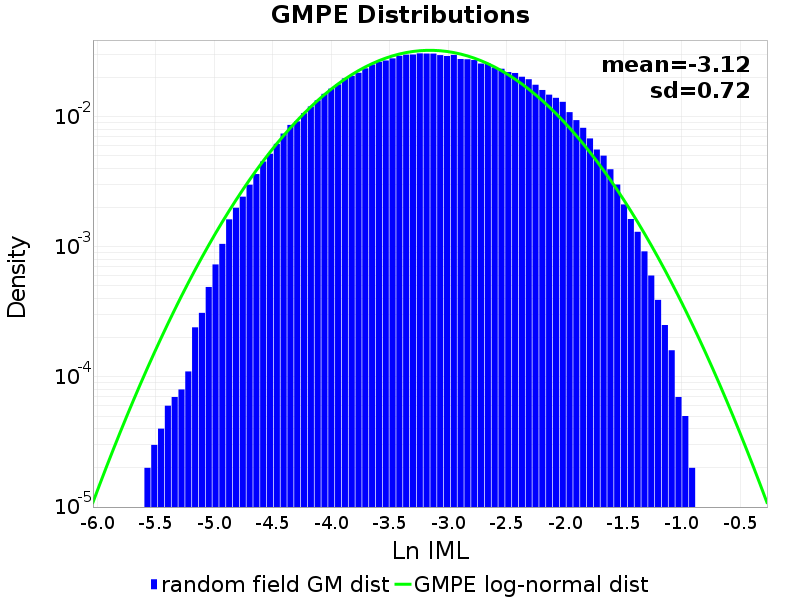 GMPE Distributions
mean=-3.12
sd=0.72
10-2
10-3
10-4
10-5
Density
-6.0 -5.5 -5.0 -4.5 -4.0 -3.5 -3.0 -2.5 -2.0 -1.5 -1.0 -0.5
Ln IML
random field GM dist GMPE log-normal dist